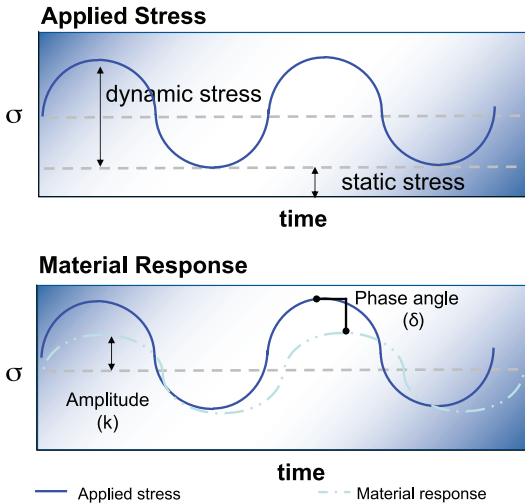 Applied Stress
σ
dynamic stress
static stress
time
Material Response
σ
Phase angle
(δ)
Amplitude
(k)
time
Applied stress
Material response